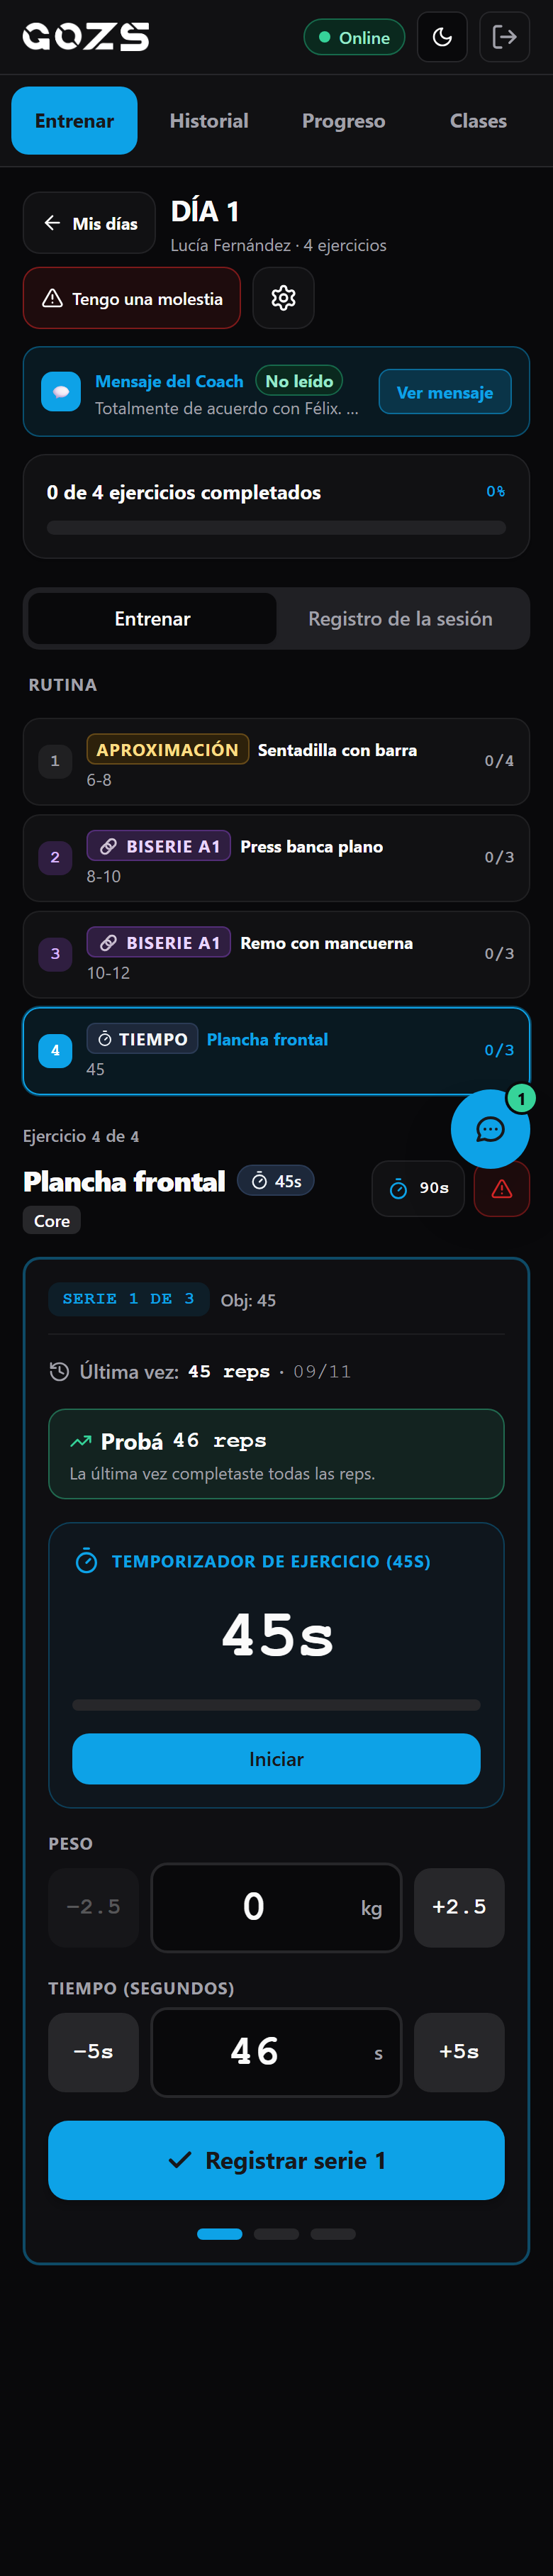 GOZS
Online
Entrenar
Historial
Progreso
Clases
Mis días
DÍA 1
Lucía Fernández · 4 ejercicios
Tengo una molestia
Mensaje del Coach
No leído
Totalmente de acuerdo con Félix. ...
Ver mensaje
0 de 4 ejercicios completados
0%
Entrenar
Registro de la sesión
RUTINA
1
APROXIMACIÓN
Sentadilla con barra
6-8
0/4
2
BISERIE A1
Press banca plano
8-10
0/3
3
BISERIE A1
Remo con mancuerna
10-12
0/3
4
TIEMPO
Plancha frontal
45
0/3
1
Ejercicio 4 de 4
Plancha frontal
45s
90s
Core
SERIE 1 DE 3
Obj: 45
Última vez: 45 reps · 09/11
Probá 46 reps
La última vez completaste todas las reps.
TEMPORIZADOR DE EJERCICIO (45S)
45s
Iniciar
PESO
−2.5
0
kg
+2.5
TIEMPO (SEGUNDOS)
−5s
46
s
+5s
Registrar serie 1